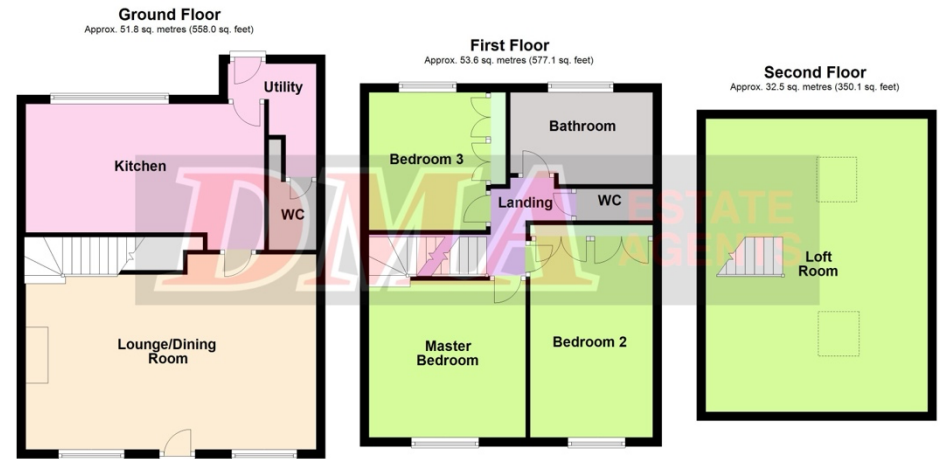 Ground Floor
Approx. 51.8 sq. metres (558.0 sq. feet)
Utility
Kitchen
WC
Lounge/Dining
Room
First Floor
Approx. 53.6 sq. metres (577.1 sq. feet)
Bathroom
Bedroom 3
Landing
WC
Master
Bedroom
Bedroom 2
Second Floor
Approx. 32.5 sq. metres (350.1 sq. feet)
Loft
Room
DMA
ESTATE
AGENTS